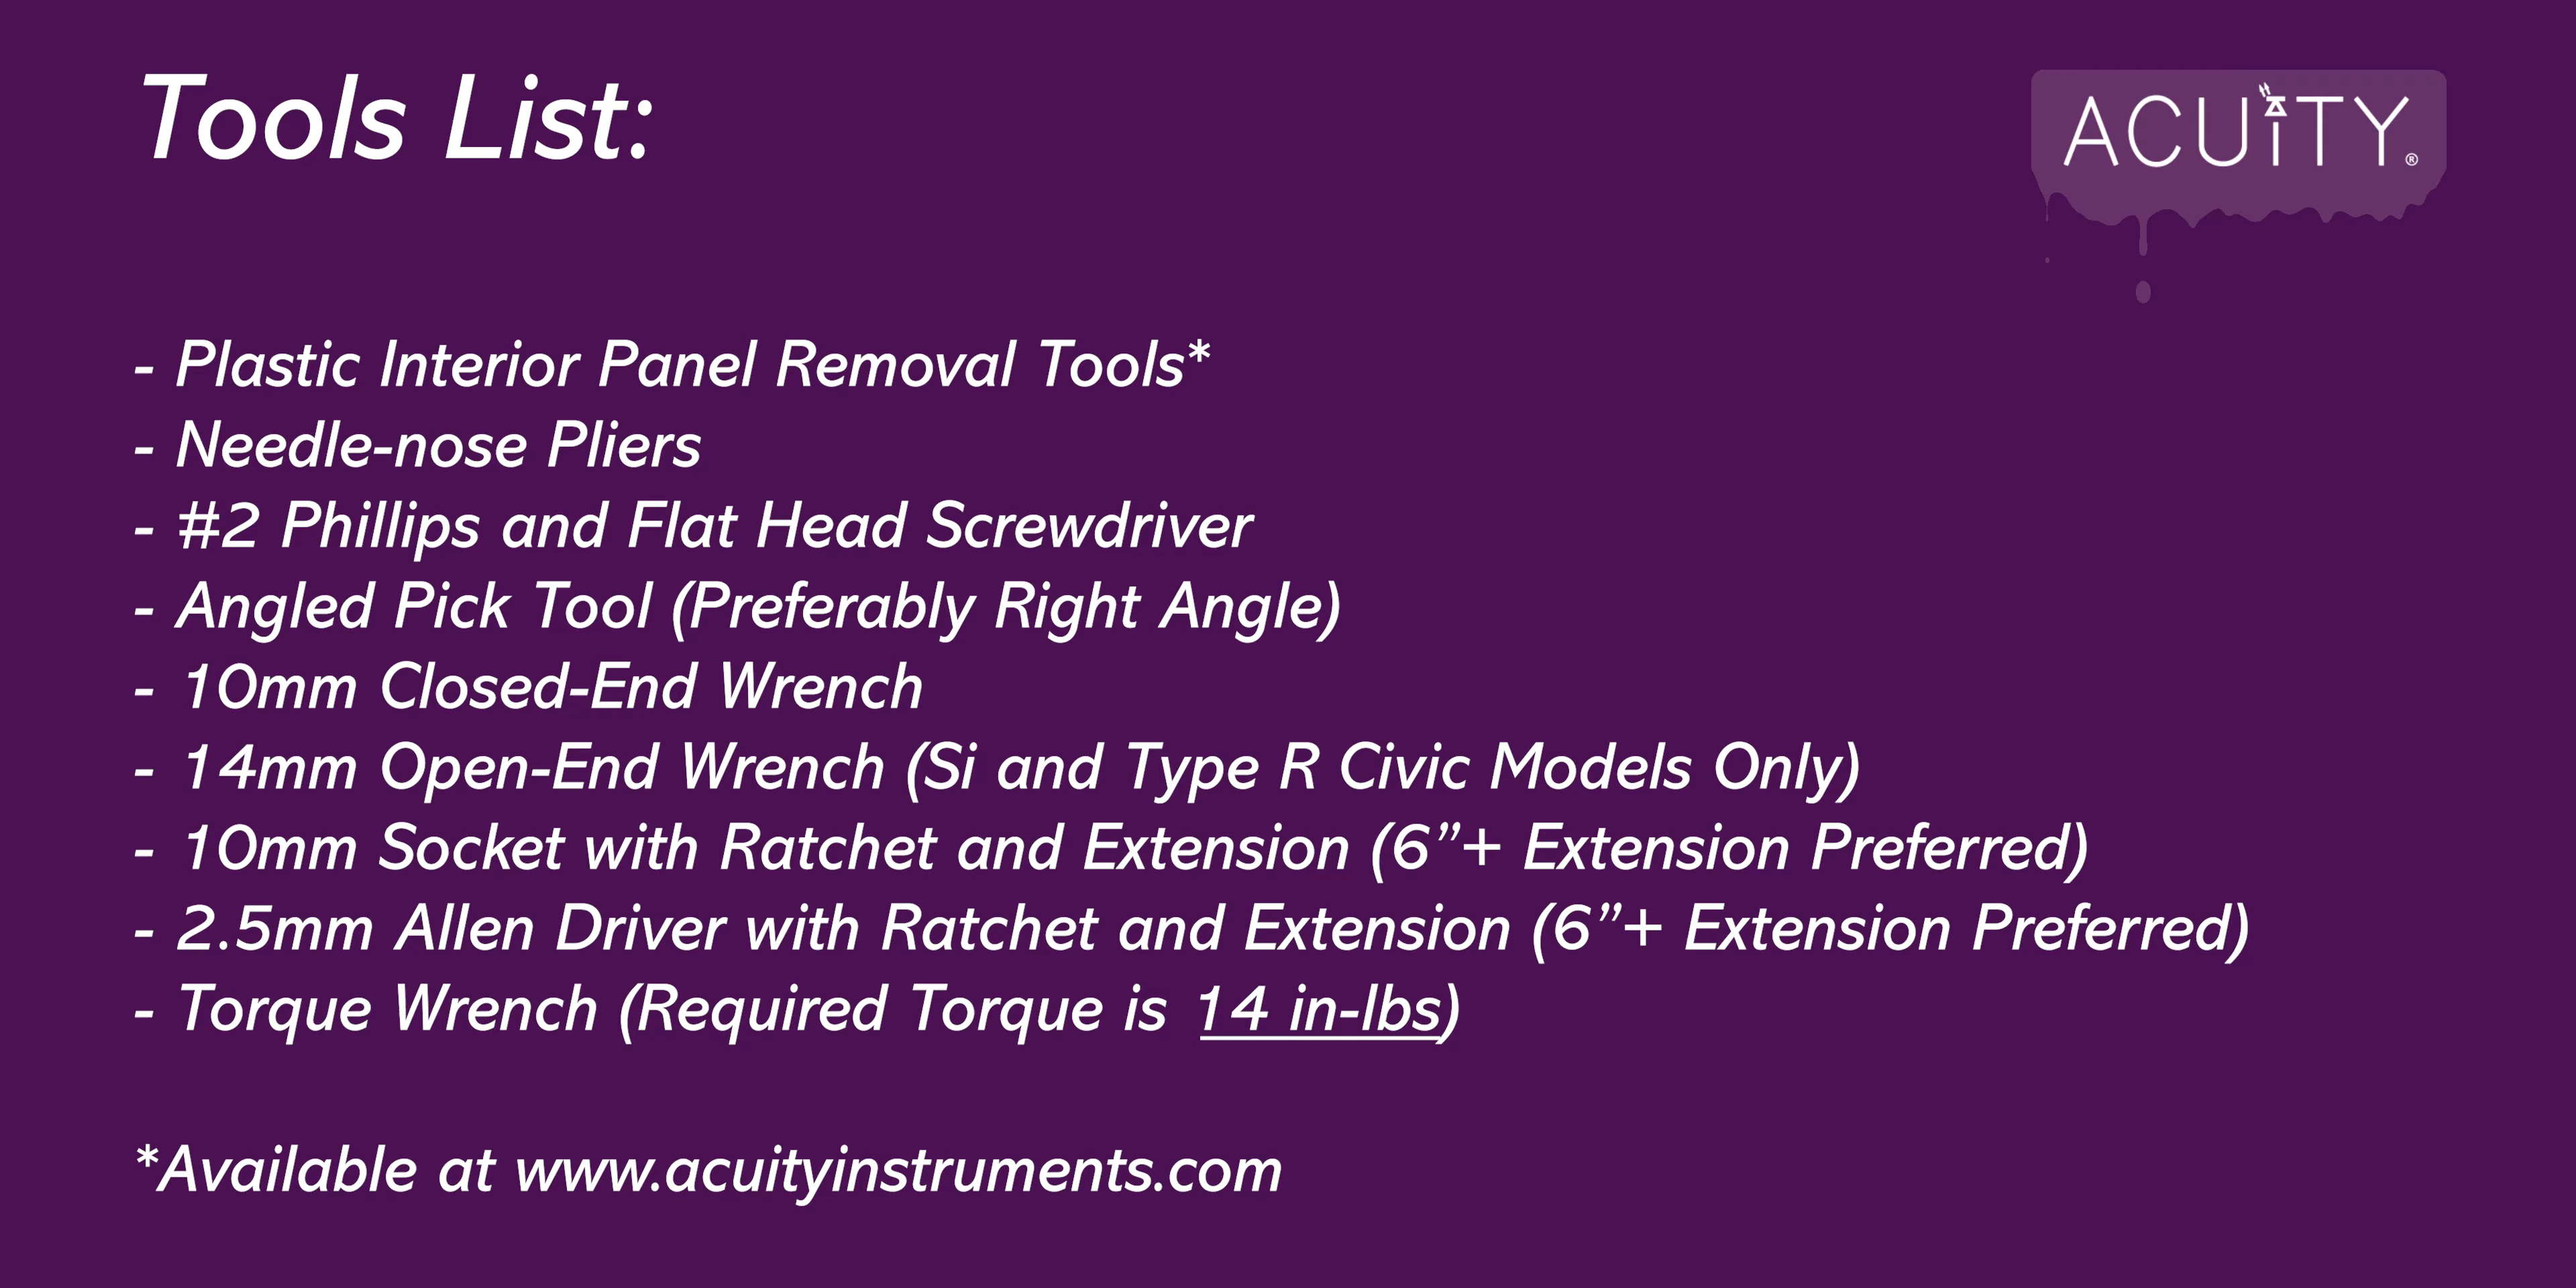 Tools List:
ACUiTY®
- Plastic Interior Panel Removal Tools*
- Needle-nose Pliers
- #2 Phillips and Flat Head Screwdriver
- Angled Pick Tool (Preferably Right Angle)
- 10mm Closed-End Wrench
- 14mm Open-End Wrench (Si and Type R Civic Models Only)
- 10mm Socket with Ratchet and Extension (6”+ Extension Preferred)
- 2.5mm Allen Driver with Ratchet and Extension (6”+ Extension Preferred)
- Torque Wrench (Required Torque is 14 in-lbs)
*Available at www.acuityinstruments.com